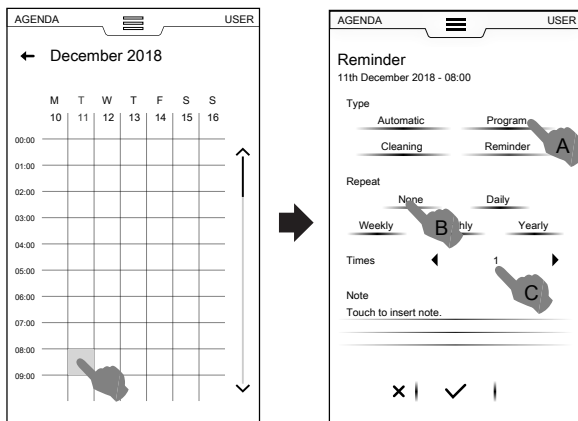 AGENDA USER
← December 2018
M T W T F S S
10 11 12 13 14 15 16
00:00
01:00
02:00
03:00
04:00
05:00
06:00
07:00
08:00
09:00
AGENDA USER
Reminder
11th December 2018 - 08:00
Type
Automatic Program
A
Cleaning Reminder
Repeat
None Daily
Weekly B hly Yearly
Times 1
C
Note
Touch to insert note.